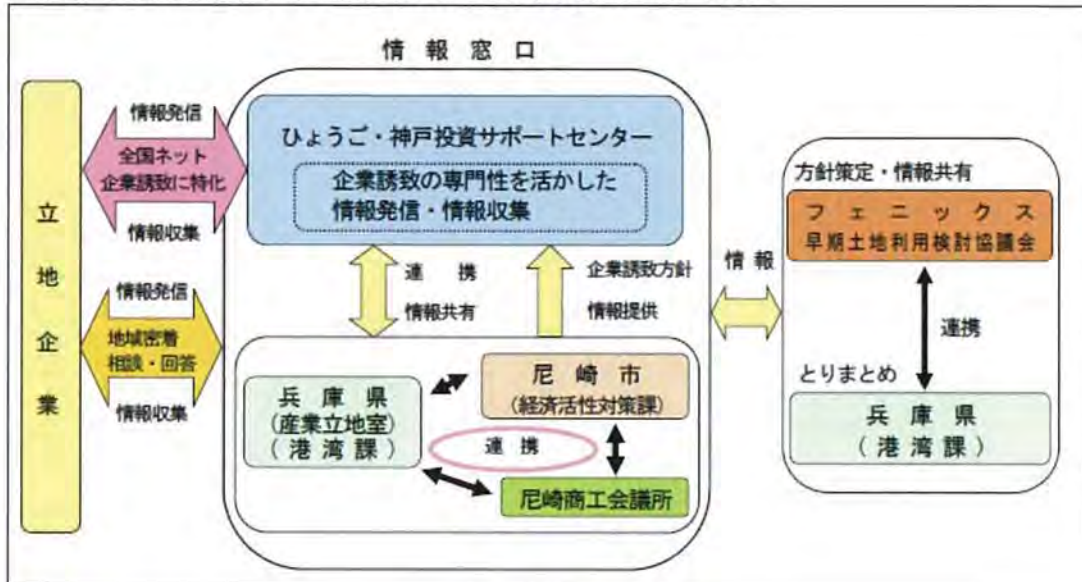 情報窓口
立地企業
情報発信
全国ネット
企業誘致に特化
情報収集
情報発信
地域密着
相談・回答
情報収集
ひょうご・神戸投資サポートセンター
企業誘致の専門性を活かした
情報発信・情報収集
連携
情報共有
企業誘致方針
情報提供
兵庫県
(産業立地室)
(港湾課)
尼崎市
(経済活性対策課)
連携
尼崎商工会議所
情報
方針策定・情報共有
フェニックス
早期土地利用検討協議会
連携
とりまとめ
兵庫県
(港湾課)